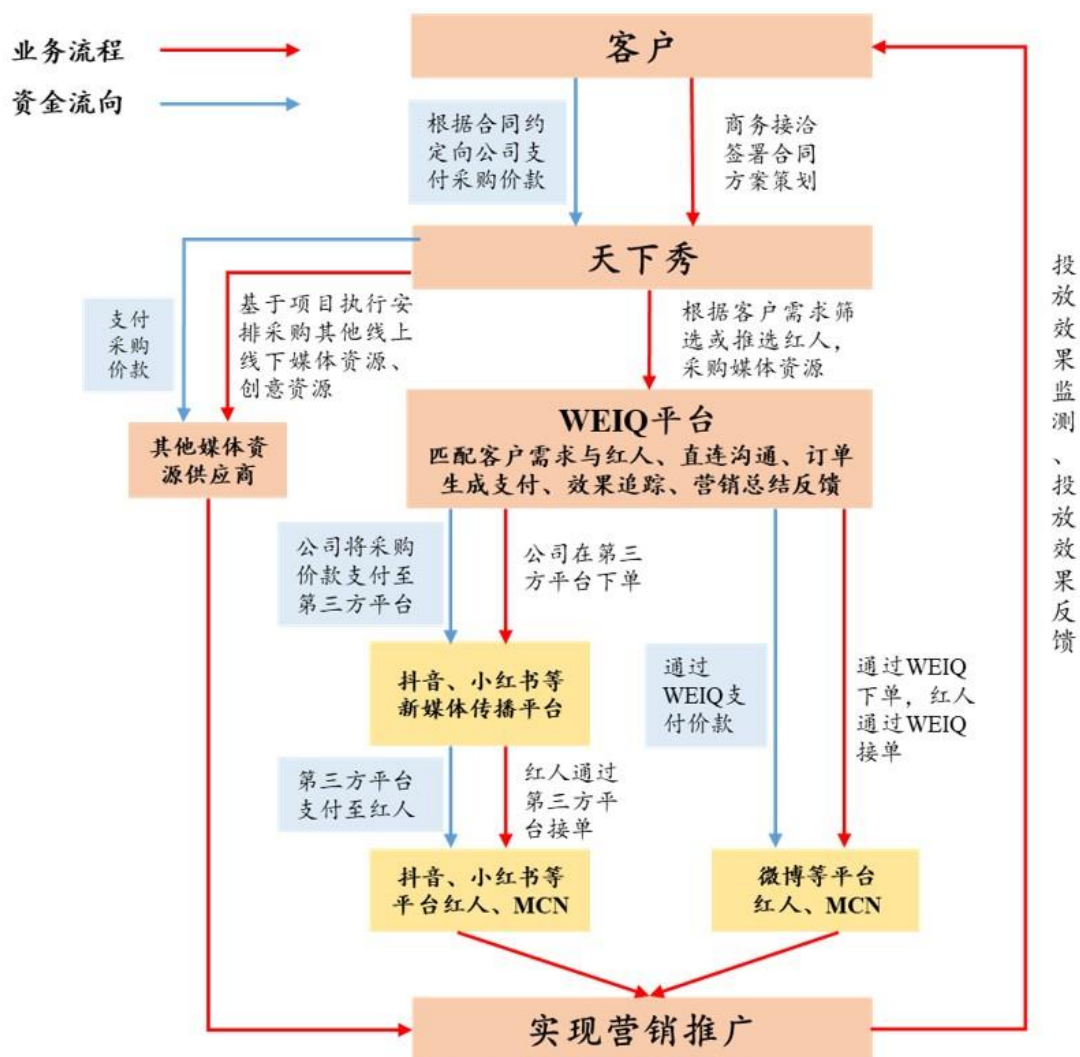 业务流程
资金流向
客户
根据合同约
定向公司支
付采购价款
商务接洽
签署合同
方案策划
天下秀
支付
采购
价款
基于项目执行安
排采购其他线上
线下媒体资源、
创意资源
根据客户需求筛
选或推选红人，
采购媒体资源
其他媒体资
源供应商
WEIQ平台
匹配客户需求与红人、直连沟通、订单
生成支付、效果追踪、营销总结反馈
公司将采购
价款支付至
第三方平台
公司在第三
方平台下单
抖音、小红书等
新媒体传播平台
通过
WEIQ支
付价款
通过WEIQ
下单，红人
通过WEIQ
接单
第三方平台
支付至红人
红人通过
第三方平
台接单
抖音、小红书等
平台红人、MCN
微博等平台
红人、MCN
实现营销推广
投放效果监测、投放效果反馈